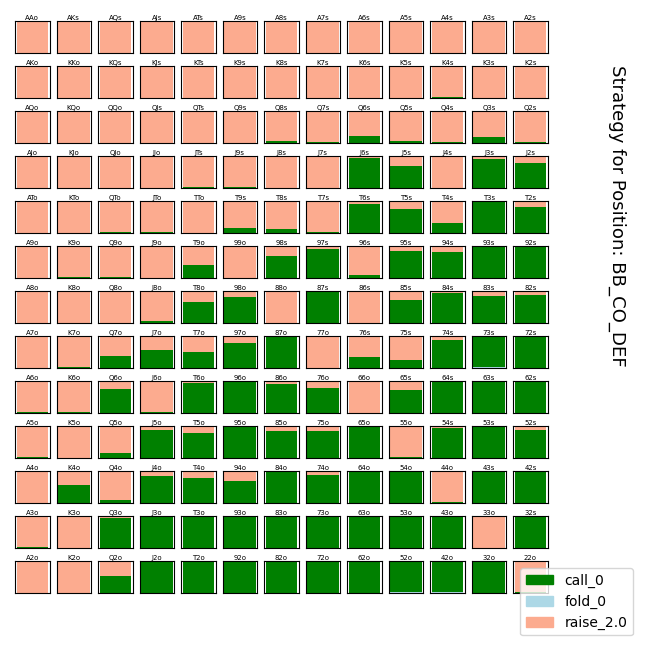 AAo AKs AQs AJs ATs A9s A8s A7s A6s A5s A4s A3s A2s
AKo KKo KQs KJs KTs K9s K8s K7s K6s K5s K4s K3s K2s
AQo KQo QQo QJs QTs Q9s Q8s Q7s Q6s Q5s Q4s Q3s Q2s
AJo KJo QJo JJo JTs J9s J8s J7s J6s J5s J4s J3s J2s
ATo KTo QTo JTo TTo T9s T8s T7s T6s T5s T4s T3s T2s
A9o K9o Q9o J9o T9o 99o 98s 97s 96s 95s 94s 93s 92s
A8o K8o Q8o J8o T8o 98o 88o 87s 86s 85s 84s 83s 82s
A7o K7o Q7o J7o T7o 97o 87o 77o 76s 75s 74s 73s 72s
A6o K6o Q6o J6o T6o 96o 86o 76o 66o 65s 64s 63s 62s
A5o K5o Q5o J5o T5o 95o 85o 75o 65o 55o 54s 53s 52s
A4o K4o Q4o J4o T4o 94o 84o 74o 64o 54o 44o 43s 42s
A3o K3o Q3o J3o T3o 93o 83o 73o 63o 53o 43o 33o 32s
A2o K2o Q2o J2o T2o 92o 82o 72o 62o 52o 42o 32o 22o
Strategy for Position: BB_CO_DEF
call_0
fold_0
raise_2.0